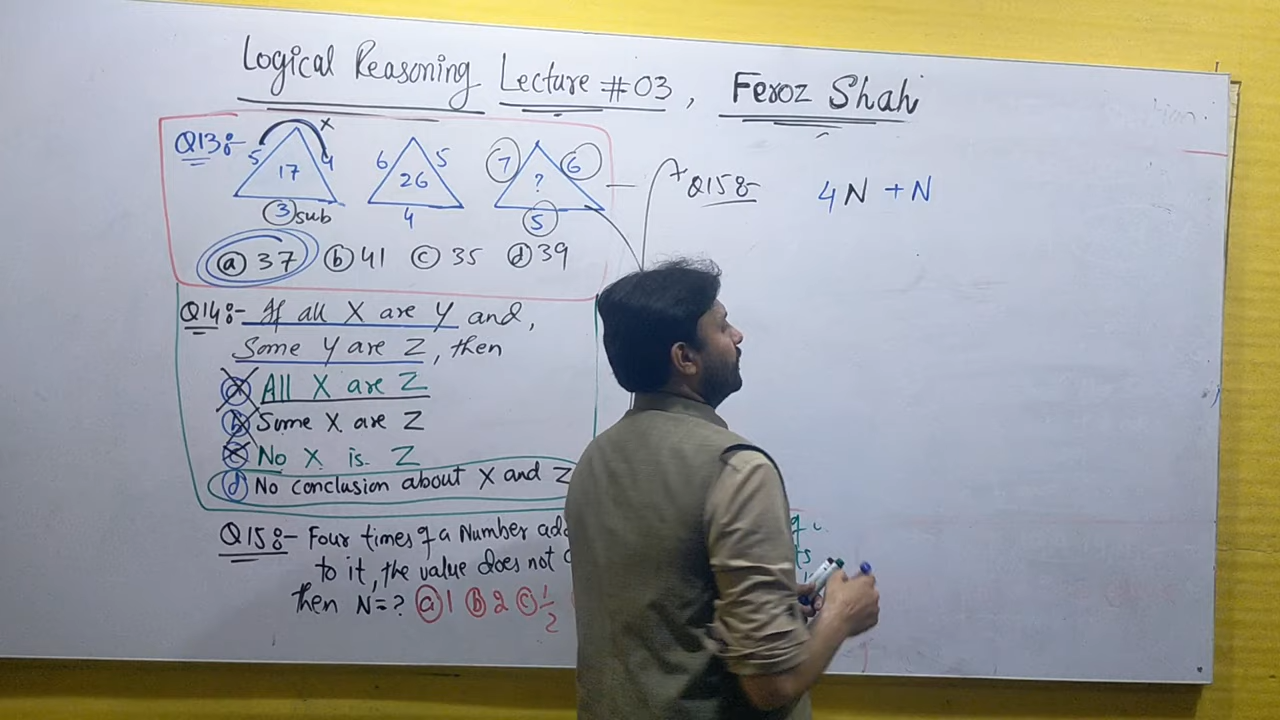 Logical Reasoning Lecture #03, Feroz Shah
Q13:- 5 17 4 x 3 sub 6 26 5 4 7 ? 6 5
(a) 37 (b) 41 (c) 35 (d) 39
Q14:- If all X are Y and,
Some Y are Z, then
(a) All X are Z
(b) Some X are Z
(c) No X is Z
(d) No conclusion about X and Z
Q15:- Four times of a Number
to it, the value does not
then N=? (a) 1 (b) 2 (c) 1/2
Q15:- 4N + N